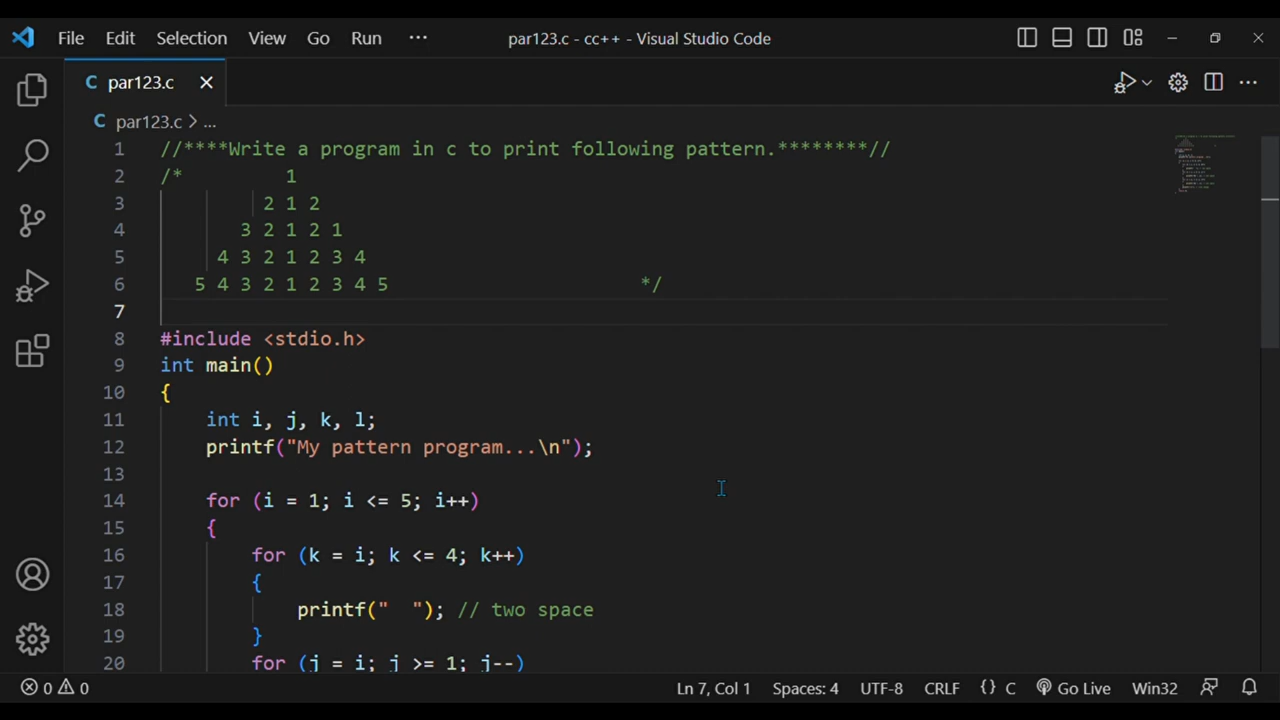 File Edit Selection View Go Run ··· par123.c - cc++ - Visual Studio Code
C par123.c
C par123.c > ...
1 //****Write a program in c to print following pattern.********//
2 /* 1
3 2 1 2
4 3 2 1 2 1
5 4 3 2 1 2 3 4
6 5 4 3 2 1 2 3 4 5 */
7
8 #include <stdio.h>
9 int main()
10 {
11 int i, j, k, l;
12 printf("My pattern program...\n");
13
14 for (i = 1; i <= 5; i++)
15 {
16 for (k = i; k <= 4; k++)
17 {
18 printf("  "); // two space
19 }
20 for (j = i; j >= 1; j--)
0 0 Ln 7, Col 1 Spaces: 4 UTF-8 CRLF {} C Go Live Win32